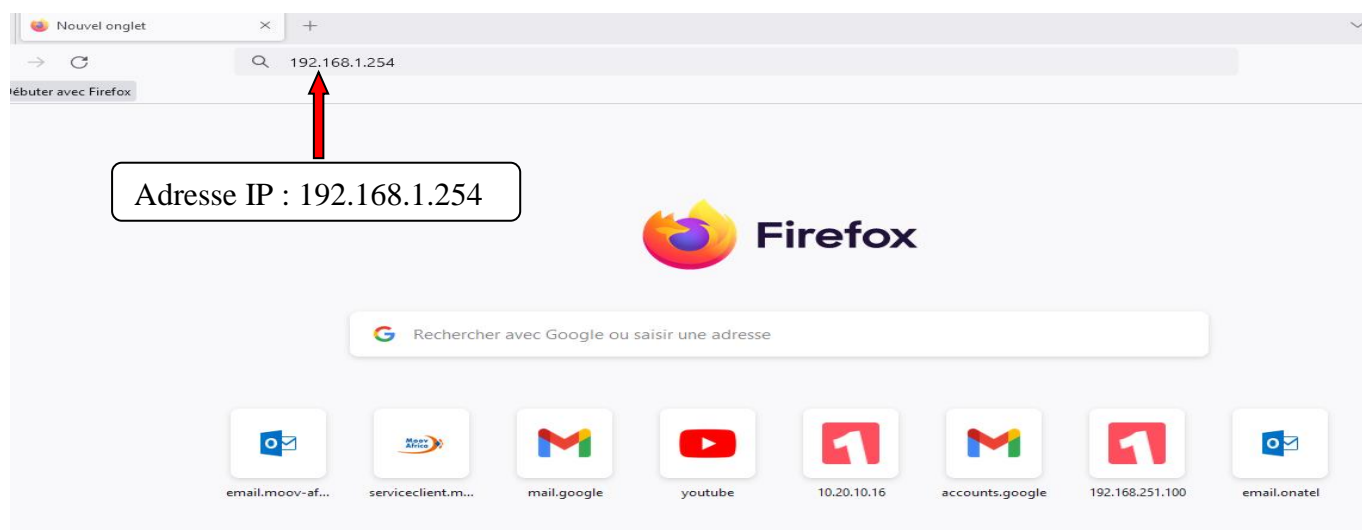 Nouvel onglet
192.168.1.254
ébuter avec Firefox
Adresse IP : 192.168.1.254
Firefox
Rechercher avec Google ou saisir une adresse
Moov Africa
email.moov-af... serviceclient.m... mail.google youtube 10.20.10.16 accounts.google 192.168.251.100 email.onatel